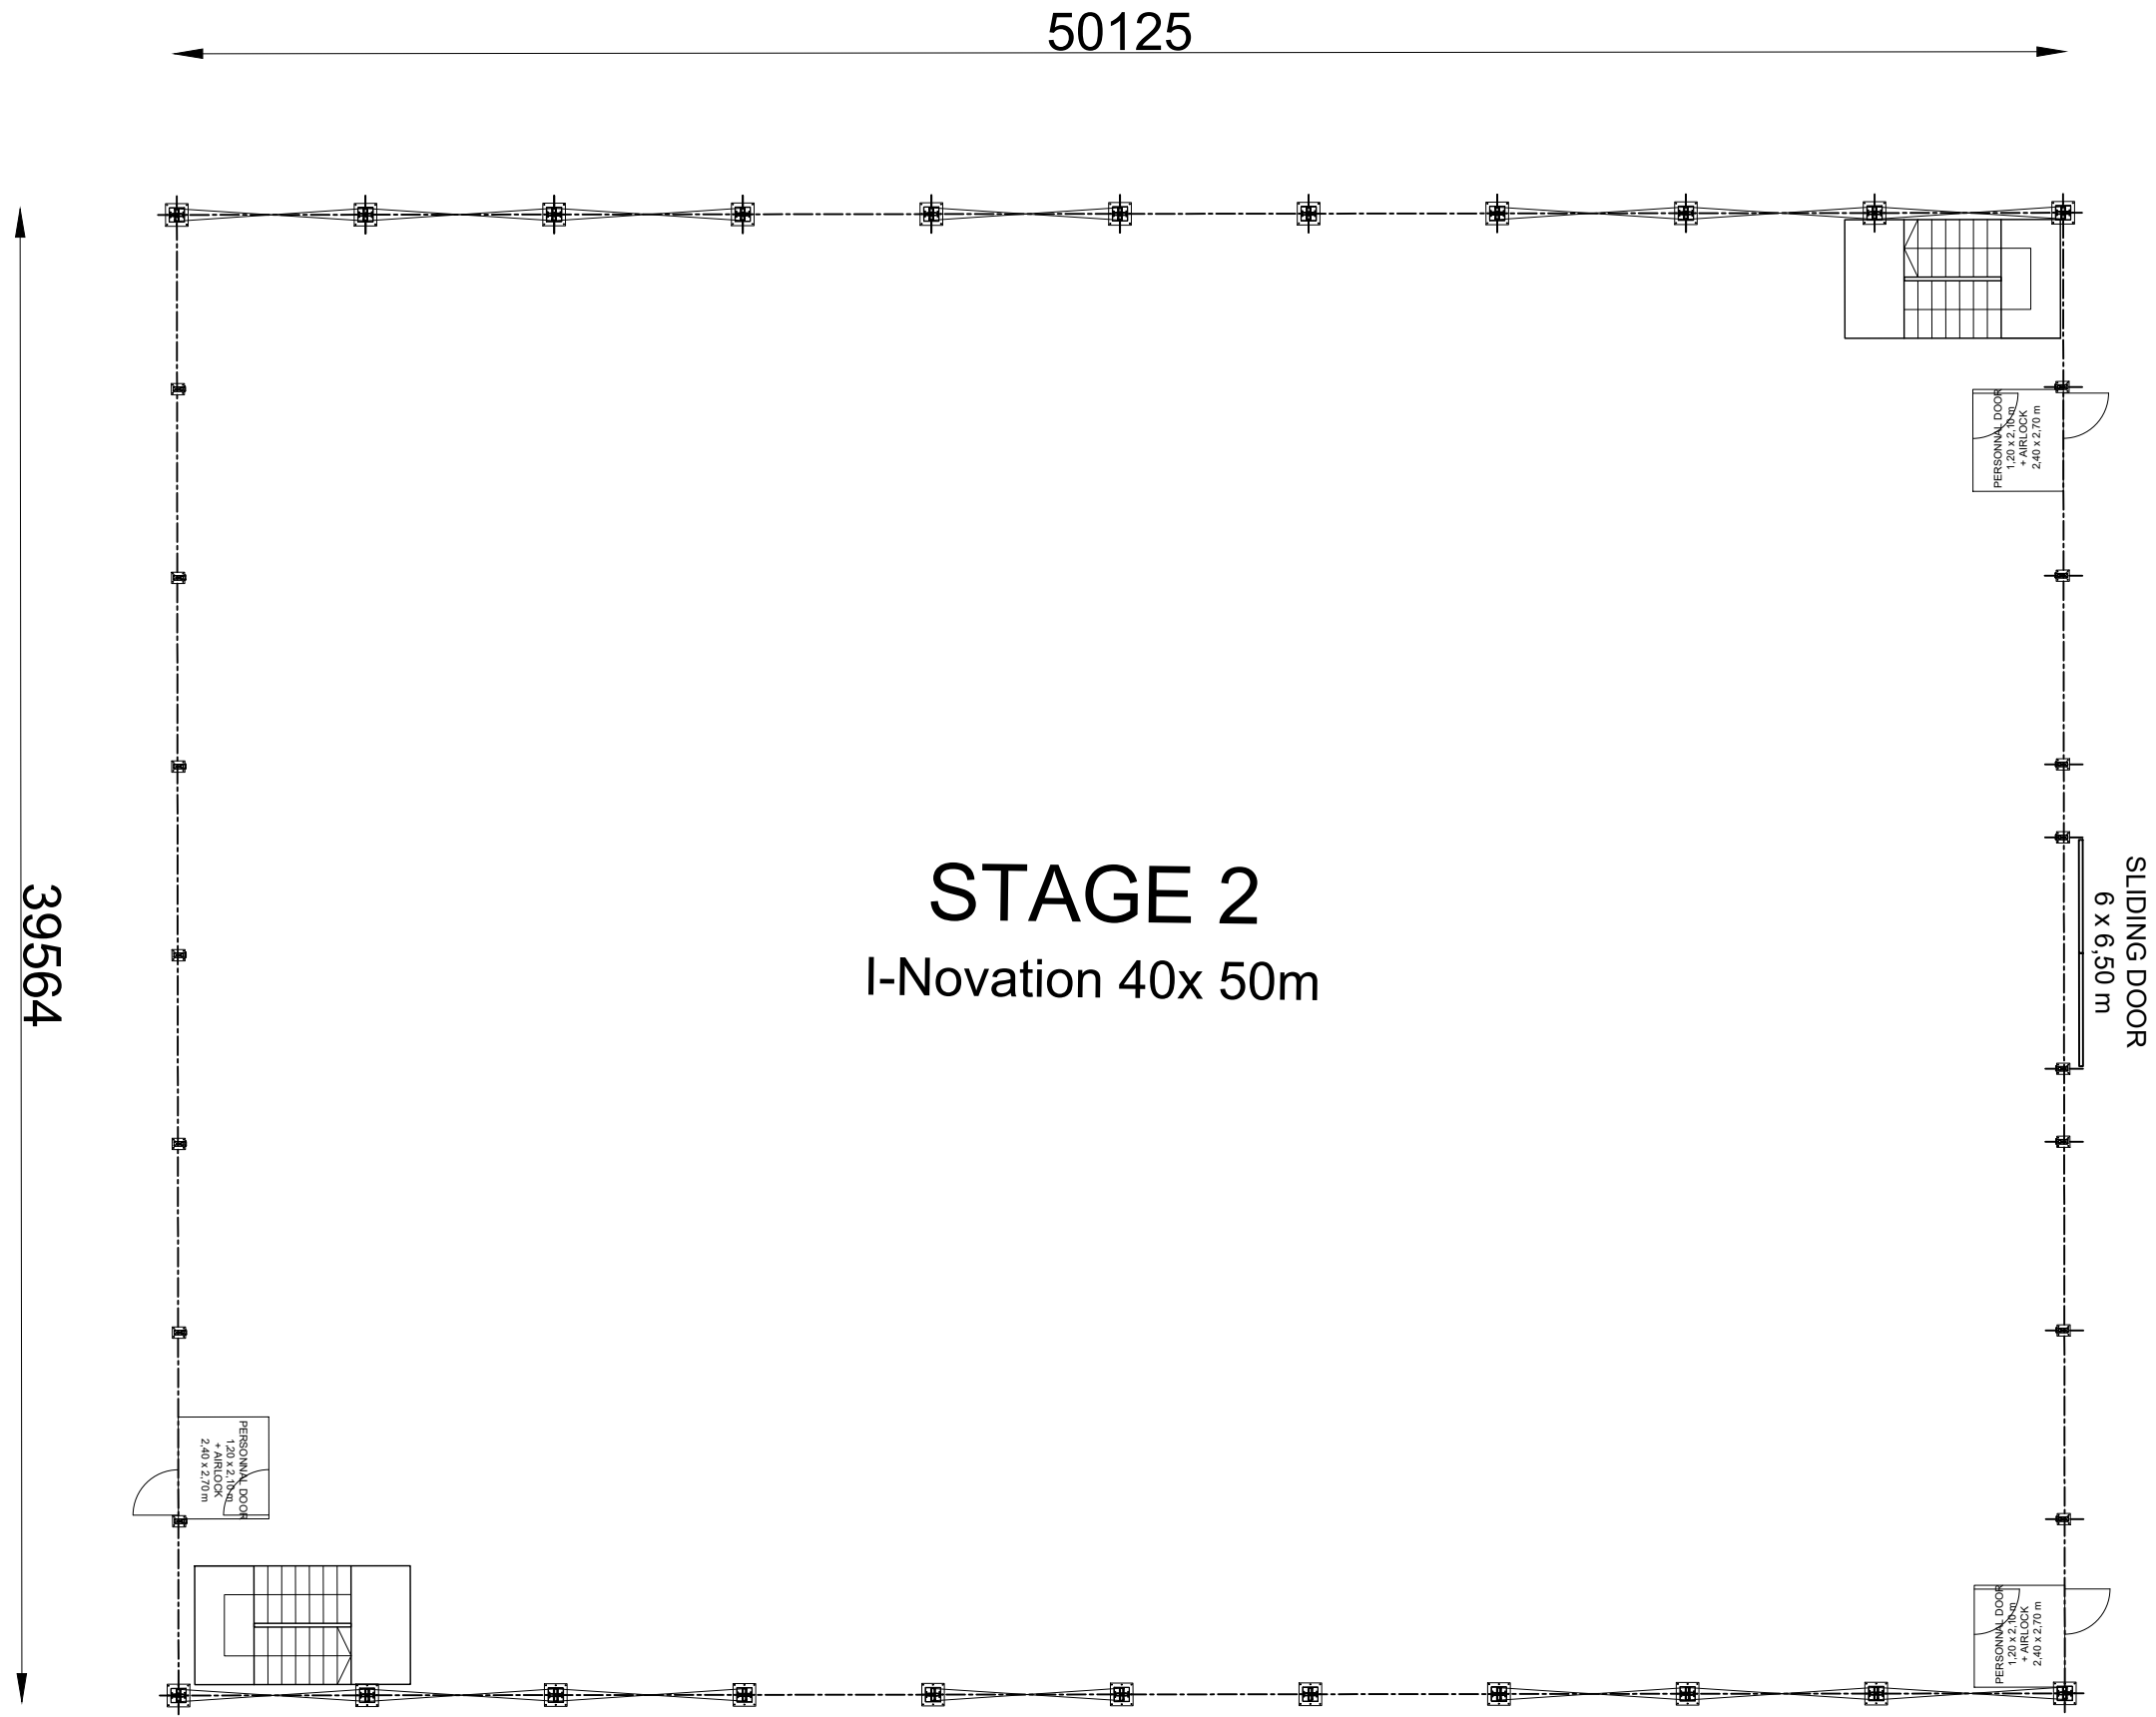 50125
PERSONNAL DOOR
1,20 x 2,10 m
+ AIRLOCK
2,40 x 2,70 m
STAGE 2
I-Novation 40x 50m
39564
SLIDING DOOR
6 x 6,50 m
PERSONNAL DOOR
1,20 x 2,10 m
+ AIRLOCK
2,40 x 2,70 m
PERSONNAL DOOR
1,20 x 2,10 m
+ AIRLOCK
2,40 x 2,70 m